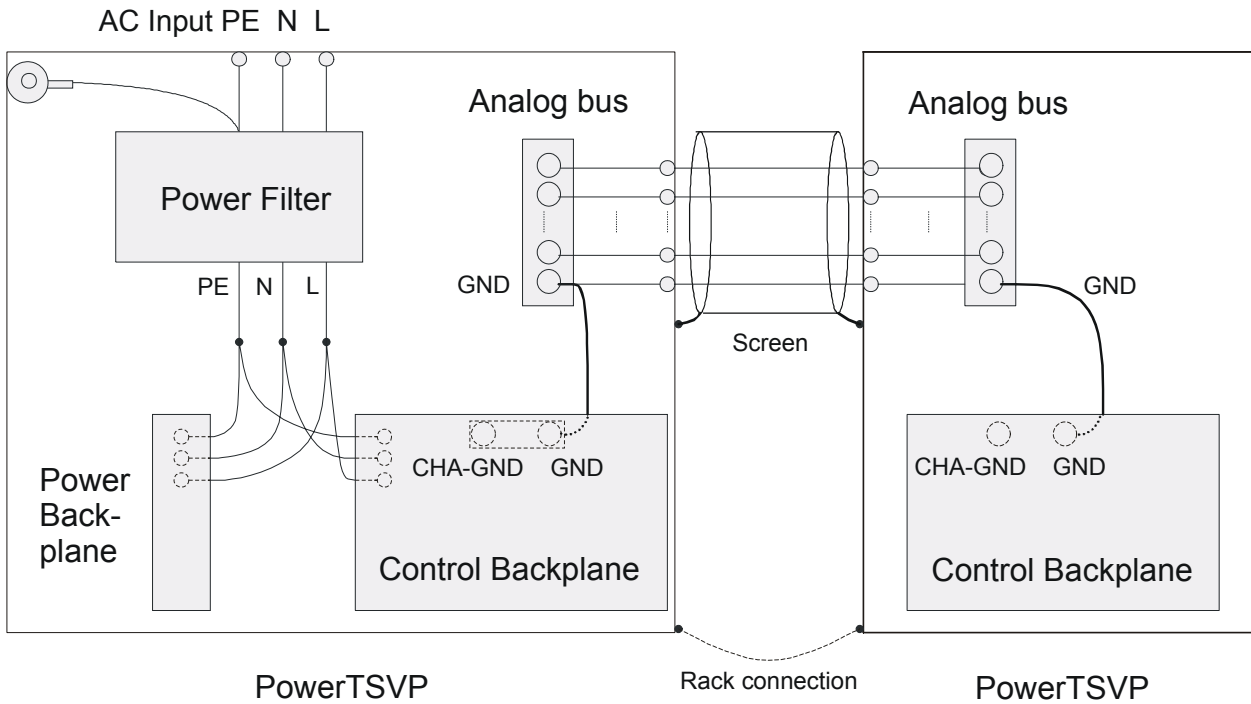 AC Input PE N L
Analog bus
Analog bus
Power Filter
PE N L
GND
GND
Screen
CHA-GND GND
CHA-GND GND
Power
Back-
plane
Control Backplane
Control Backplane
Rack connection
PowerTSVP
PowerTSVP